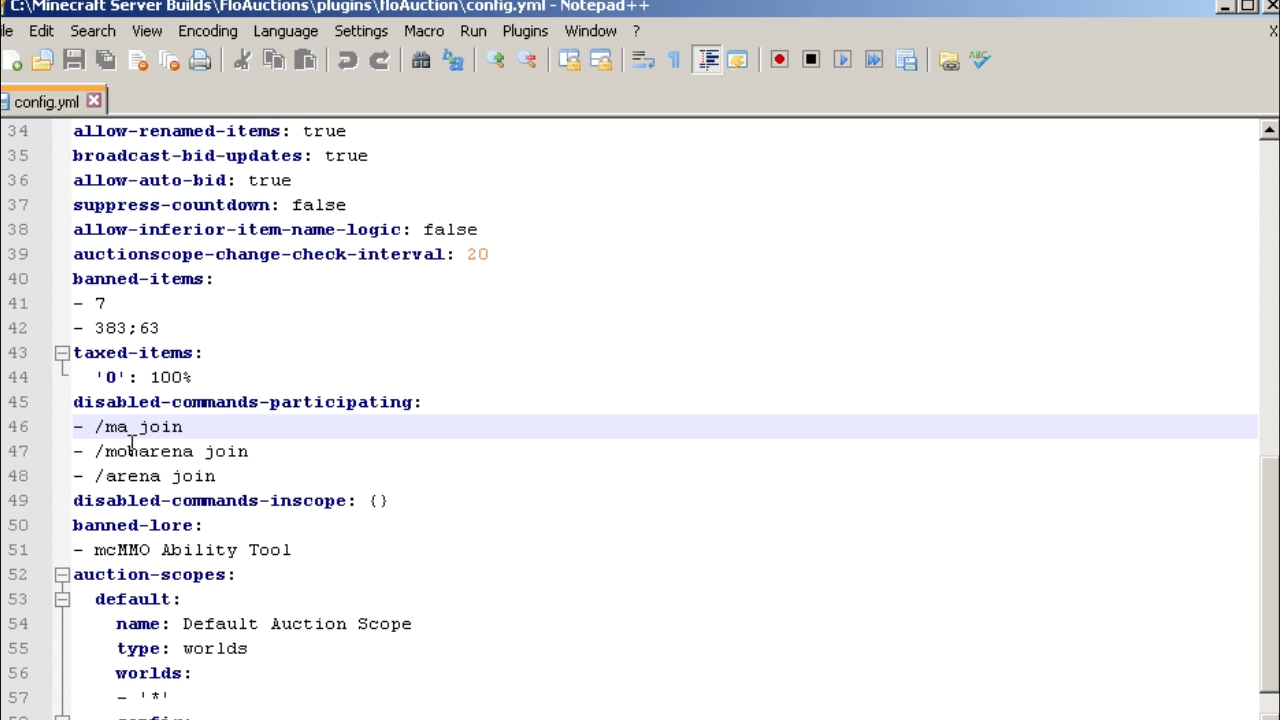 C:\Minecraft Server Builds\FloAuctions\plugins\floAuction\config.yml - Notepad++
Edit Search View Encoding Language Settings Macro Run Plugins Window ? X
config.yml
34 allow-renamed-items: true
35 broadcast-bid-updates: true
36 allow-auto-bid: true
37 suppress-countdown: false
38 allow-inferior-item-name-logic: false
39 auctionscope-change-check-interval: 20
40 banned-items:
41 - 7
42 - 383;63
43 taxed-items:
44 '0': 100%
45 disabled-commands-participating:
46 - /ma join
47 - /mobarena join
48 - /arena join
49 disabled-commands-inscope: {}
50 banned-lore:
51 - mcMMO Ability Tool
52 auction-scopes:
53 default:
54 name: Default Auction Scope
55 type: worlds
56 worlds:
57 - '*'